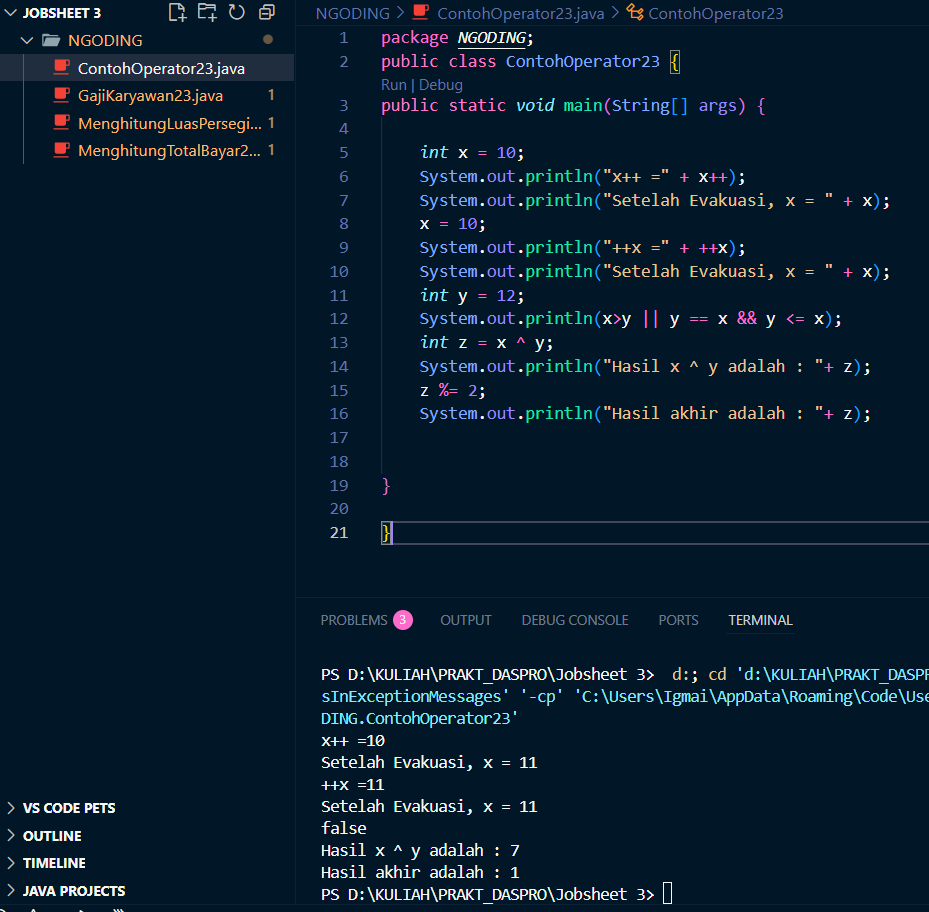 JOBSHEET 3
NGODING
ContohOperator23.java
GajiKaryawan23.java 1
MenghitungLuasPersegi... 1
MenghitungTotalBayar2... 1
VS CODE PETS
OUTLINE
TIMELINE
JAVA PROJECTS
NGODING > ContohOperator23.java > ContohOperator23
1 package NGODING;
2 public class ContohOperator23 {
Run | Debug
3 public static void main(String[] args) {
4
5 int x = 10;
6 System.out.println("x++ =" + x++);
7 System.out.println("Setelah Evakuasi, x = " + x);
8 x = 10;
9 System.out.println("++x =" + ++x);
10 System.out.println("Setelah Evakuasi, x = " + x);
11 int y = 12;
12 System.out.println(x>y || y == x && y <= x);
13 int z = x ^ y;
14 System.out.println("Hasil x ^ y adalah : "+ z);
15 z %= 2;
16 System.out.println("Hasil akhir adalah : "+ z);
17
18
19 }
20
21 }
PROBLEMS 3 OUTPUT DEBUG CONSOLE PORTS TERMINAL
PS D:\KULIAH\PRAKT_DASPRO\Jobsheet 3> d:; cd 'd:\KULIAH\PRAKT_DASPR
sInExceptionMessages' '-cp' 'C:\Users\Igmai\AppData\Roaming\Code\Use
DING.ContohOperator23'
x++ =10
Setelah Evakuasi, x = 11
++x =11
Setelah Evakuasi, x = 11
false
Hasil x ^ y adalah : 7
Hasil akhir adalah : 1
PS D:\KULIAH\PRAKT_DASPRO\Jobsheet 3>